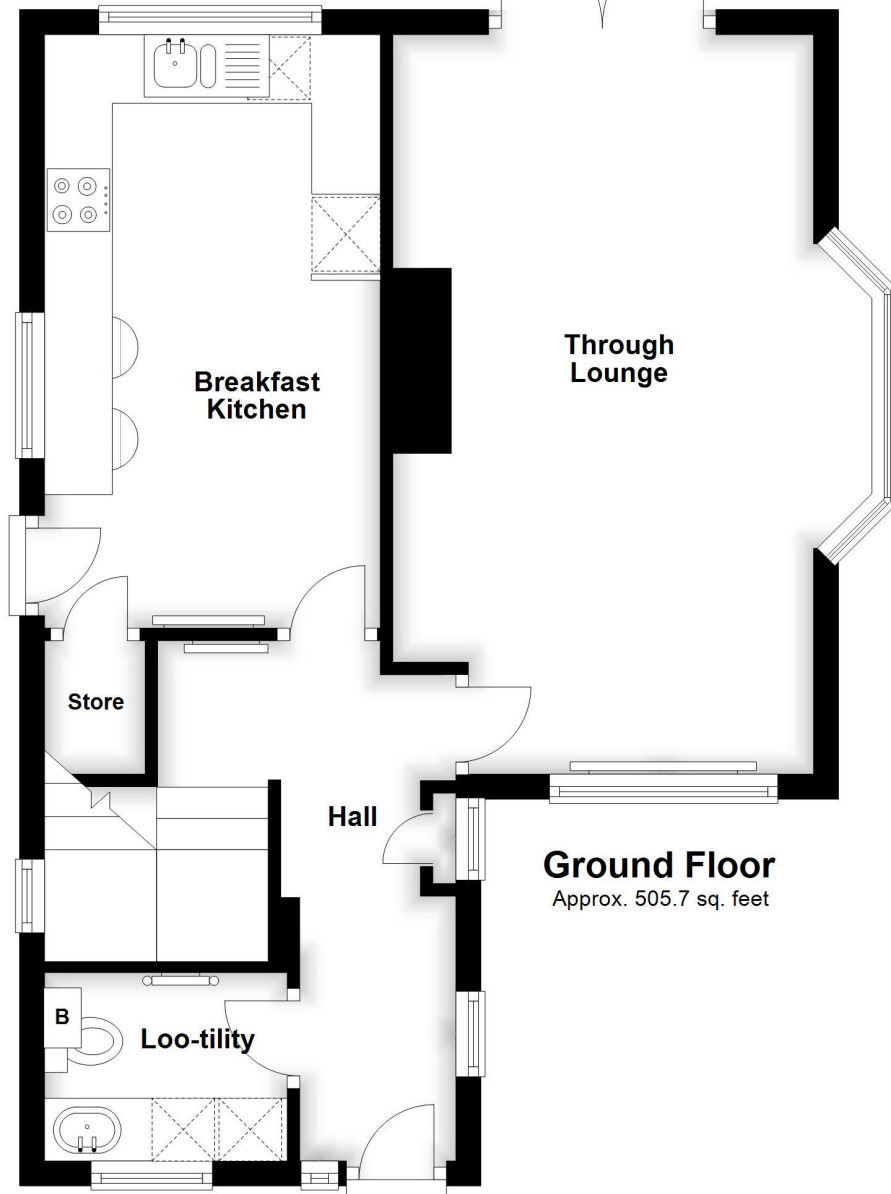 Breakfast
Kitchen
Through
Lounge
Store
Hall
Ground Floor
Approx. 505.7 sq. feet
B
Loo-tility